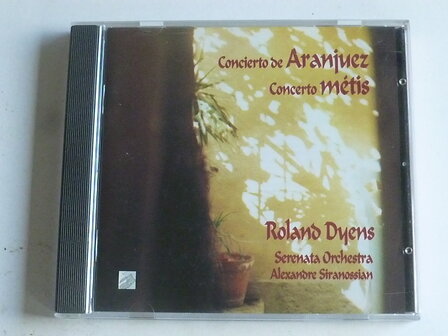 Concierto de Aranjuez
Concerto métis
Roland Dyens
Serenata Orchestra
Alexandre Siranossian